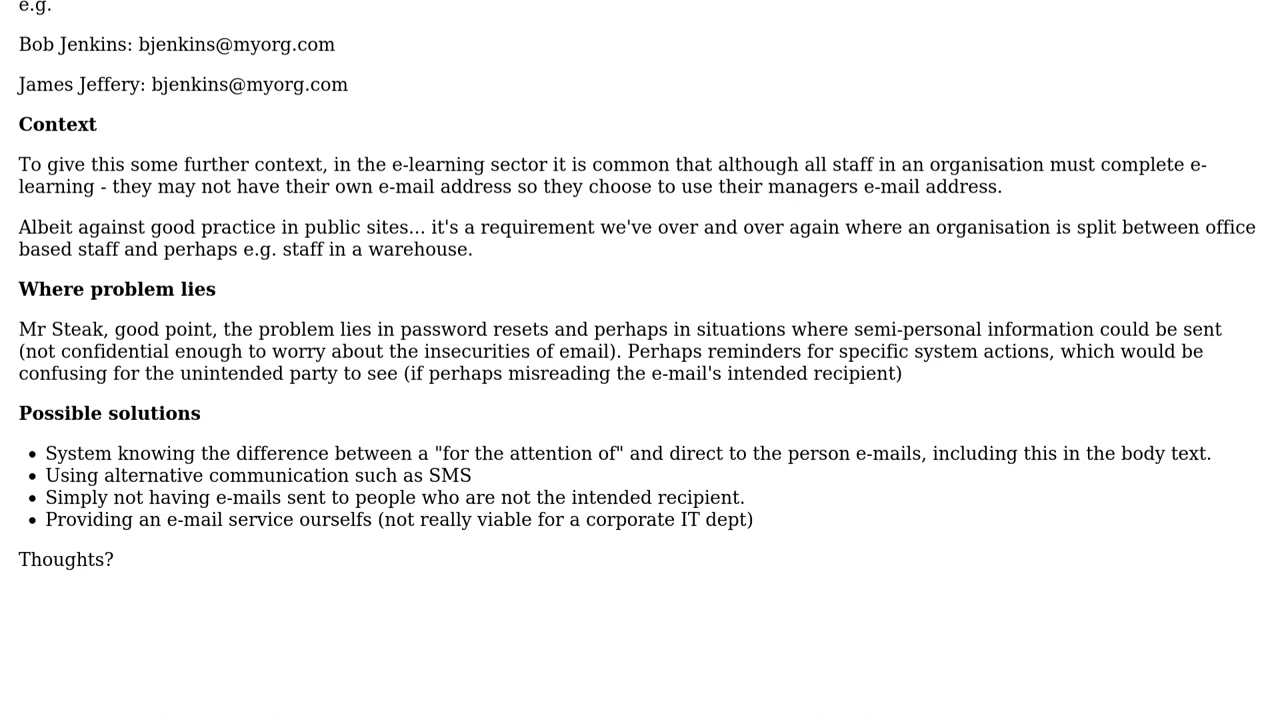 e.g.
Bob Jenkins: bjenkins@myorg.com
James Jeffery: bjenkins@myorg.com
Context
To give this some further context, in the e-learning sector it is common that although all staff in an organisation must complete e-
learning - they may not have their own e-mail address so they choose to use their managers e-mail address.
Albeit against good practice in public sites... it's a requirement we've over and over again where an organisation is split between office
based staff and perhaps e.g. staff in a warehouse.
Where problem lies
Mr Steak, good point, the problem lies in password resets and perhaps in situations where semi-personal information could be sent
(not confidential enough to worry about the insecurities of email). Perhaps reminders for specific system actions, which would be
confusing for the unintended party to see (if perhaps misreading the e-mail's intended recipient)
Possible solutions
• System knowing the difference between a "for the attention of" and direct to the person e-mails, including this in the body text.
• Using alternative communication such as SMS
• Simply not having e-mails sent to people who are not the intended recipient.
• Providing an e-mail service ourselfs (not really viable for a corporate IT dept)
Thoughts?